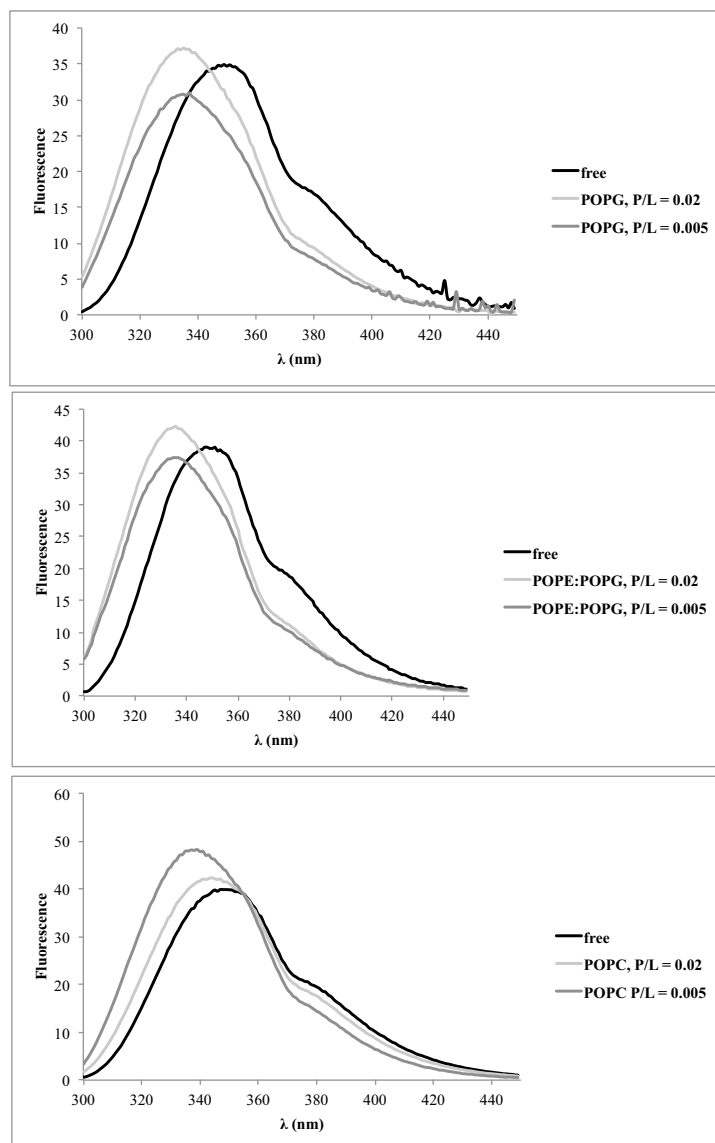 40
35
30
25
20
15
10
5
0
Fluorescence
300 320 340 360 380 400 420 440
λ (nm)
free
POPG, P/L = 0.02
POPG, P/L = 0.005
45
40
35
30
25
20
15
10
5
0
Fluorescence
300 320 340 360 380 400 420 440
λ (nm)
free
POPE:POPG, P/L = 0.02
POPE:POPG, P/L = 0.005
60
50
40
30
20
10
0
Fluorescence
300 320 340 360 380 400 420 440
λ (nm)
free
POPC, P/L = 0.02
POPC P/L = 0.005